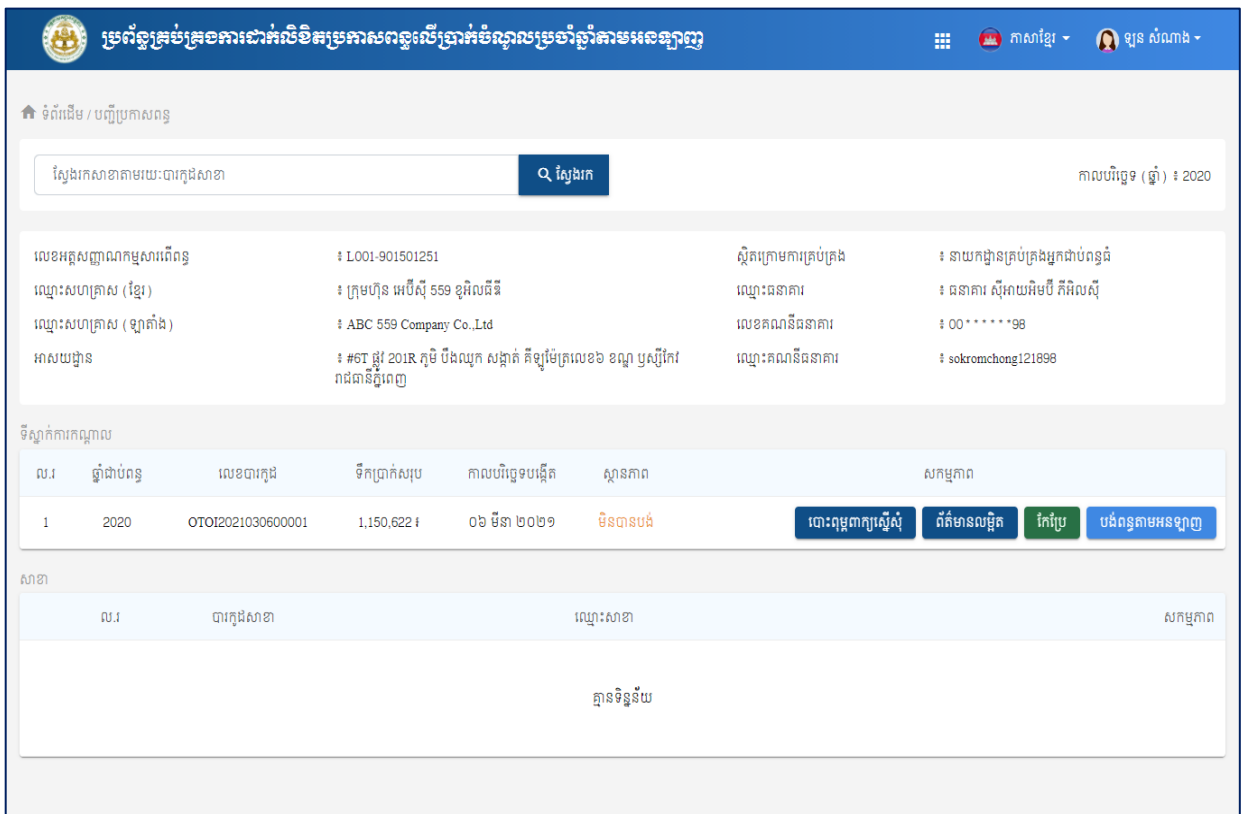 ប្រព័ន្ធគ្រប់គ្រងការដាក់លិខិតប្រកាសពន្ធលើប្រាក់ចំណូលប្រចាំឆ្នាំតាមអនឡាញ
ភាសាខ្មែរ
ឡុន សំណាង
ទំព័រដើម / បញ្ជីប្រកាសពន្ធ
ស្វែងរកសាខាតាមរយៈបារកូដសាខា
ស្វែងរក
កាលបរិច្ឆេទ (ឆ្នាំ) ៖ 2020
លេខអត្តសញ្ញាណកម្មសារពើពន្ធ ៖ L001-901501251 ស្ថិតក្រោមការគ្រប់គ្រង ៖ នាយកដ្ឋានគ្រប់គ្រងអ្នកជាប់ពន្ធធំ
ឈ្មោះសហគ្រាស (ខ្មែរ) ៖ ក្រុមហ៊ុន អេប៊ីស៊ី 559 ខូអិលធីឌី ឈ្មោះធនាគារ ៖ ធនាគារ ស៊ីអាយអិមប៊ី ភីអិលស៊ី
ឈ្មោះសហគ្រាស (ឡាតាំង) ៖ ABC 559 Company Co.,Ltd លេខគណនីធនាគារ ៖ 00******98
អាសយដ្ឋាន ៖ #6T ផ្លូវ 201R ភូមិ បឹងឈូក សង្កាត់ គីឡូម៉ែត្រលេខ៦ ខណ្ឌ ឫស្សីកែវ ឈ្មោះគណនីធនាគារ ៖ sokromchong121898
រាជធានីភ្នំពេញ
ទីស្នាក់ការកណ្តាល
ល.រ ឆ្នាំជាប់ពន្ធ លេខបារកូដ ទឹកប្រាក់សរុប កាលបរិច្ឆេទបង្កើត ស្ថានភាព សកម្មភាព
1 2020 OTOI2021030600001 1,150,622៛ ០៦ មីនា ២០២១ មិនបានបង់ បោះពុម្ពពាក្យស្នើសុំ ព័ត៌មានលម្អិត កែប្រែ បង់ពន្ធតាមអនឡាញ
សាខា
ល.រ បារកូដសាខា ឈ្មោះសាខា សកម្មភាព
គ្មានទិន្នន័យ